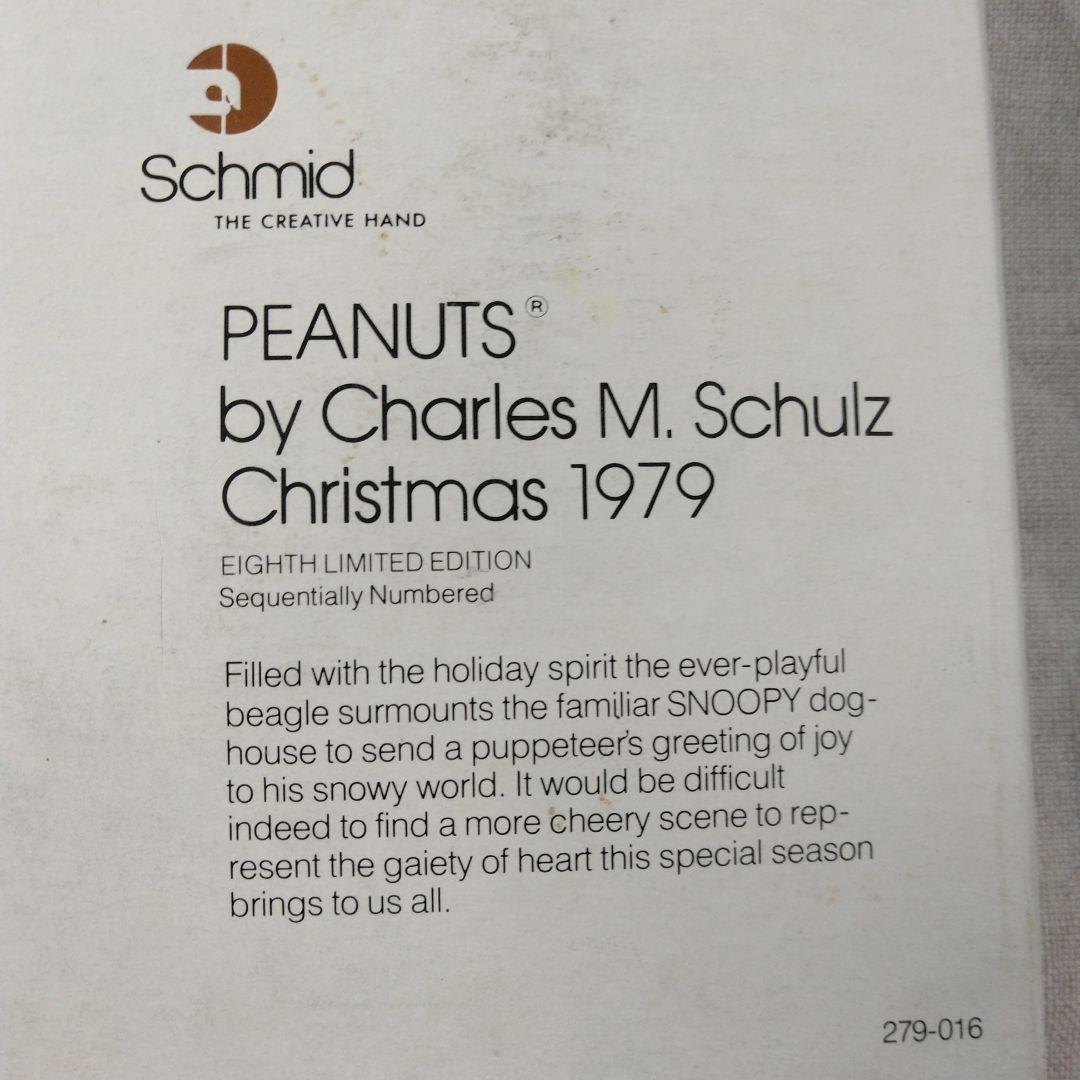 Schmid
THE CREATIVE HAND
PEANUTS®
by Charles M. Schulz
Christmas 1979
EIGHTH LIMITED EDITION
Sequentially Numbered
Filled with the holiday spirit the ever-playful
beagle surmounts the familiar SNOOPY dog-
house to send a puppeteer's greeting of joy
to his snowy world. It would be difficult
indeed to find a more cheery scene to rep-
resent the gaiety of heart this special season
brings to us all.
279-016